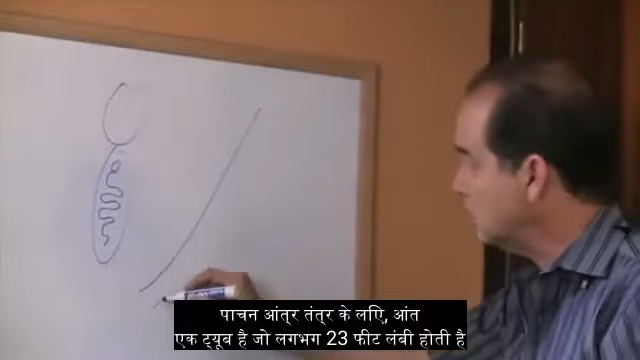 पाचन आंत्र तंत्र के लिए, आंत
एक ट्यूब है जो लगभग 23 फीट लंबी होती है